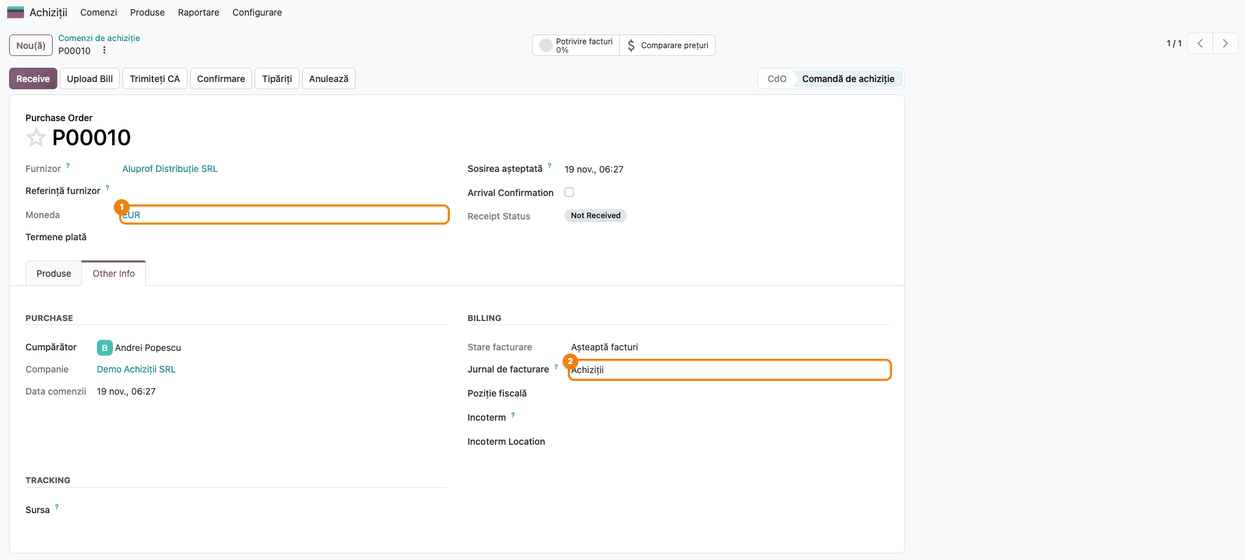 Achiziții Comenzi Produse Raportare Configurare
Nou(ă) Comenzi de achiziție
P00010
Potrivire facturi
0%
$ Comparare prețuri
1 / 1
Receive Upload Bill Trimiteți CA Confirmare Tipăriți Anulează
CdO Comandă de achiziție
Purchase Order
P00010
Furnizor ? Aluprof Distribuție SRL
Sosirea așteptată ? 19 nov., 06:27
Referință furnizor ?
Arrival Confirmation
1
Moneda EUR
Receipt Status Not Received
Termene plată
Produse Other Info
PURCHASE
BILLING
Cumpărător B Andrei Popescu
Stare facturare Așteaptă facturi
2
Companie Demo Achiziții SRL
Jurnal de facturare ? Achiziții
Data comenzii 19 nov., 06:27
Poziție fiscală
Incoterm ?
Incoterm Location
TRACKING
Sursa ?